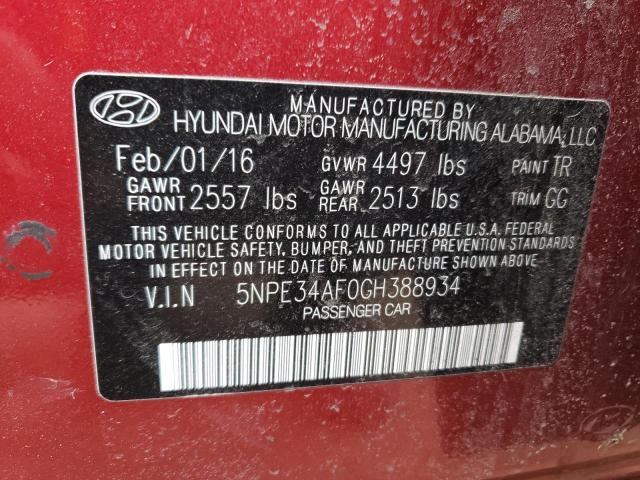 MANUFACTURED BY
HYUNDAI MOTOR MANUFACTURING ALABAMA, LLC
Feb/01/16 GVWR 4497 lbs PAINT TR
GAWR FRONT 2557 lbs GAWR REAR 2513 lbs TRIM GG
THIS VEHICLE CONFORMS TO ALL APPLICABLE U.S.A. FEDERAL
MOTOR VEHICLE SAFETY, BUMPER, AND THEFT PREVENTION STANDARDS
IN EFFECT ON THE DATE OF MANUFACTURE SHOWN ABOVE.
V.I.N 5NPE34AF0GH388934
PASSENGER CAR